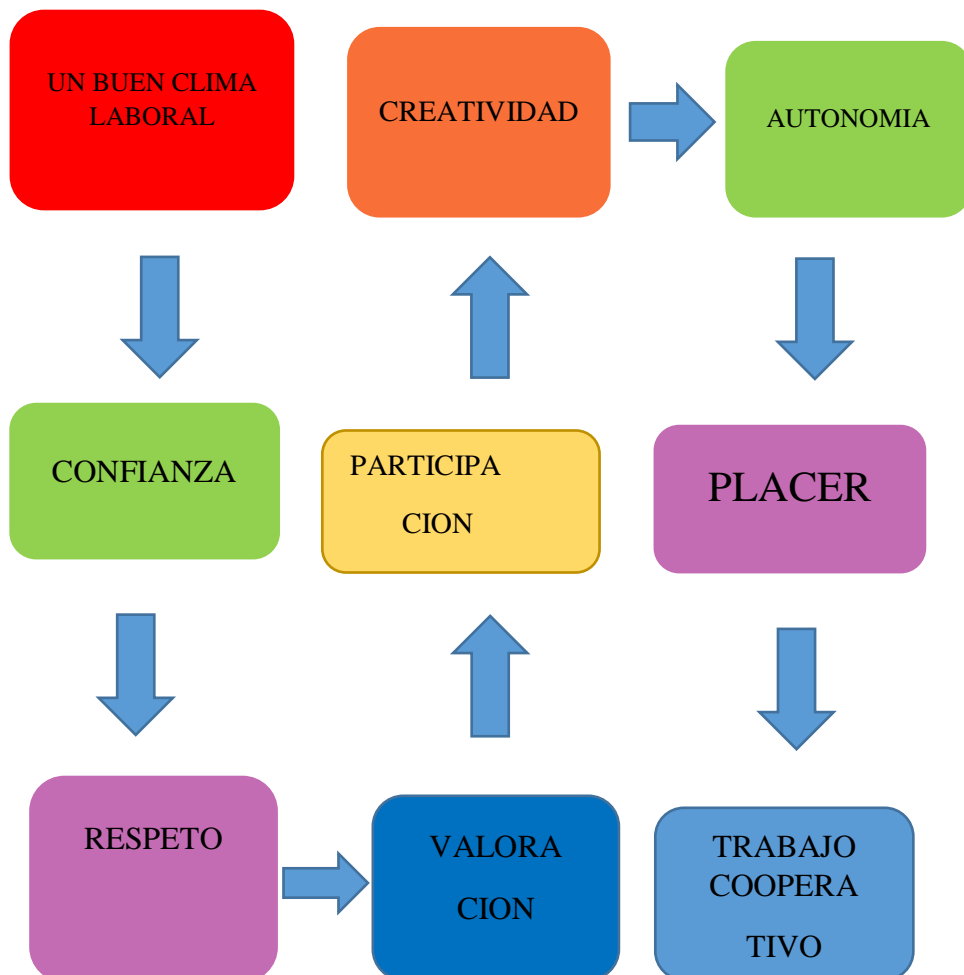 UN BUEN CLIMA
LABORAL
CONFIANZA
RESPETO
VALORA
CION
PARTICIPA
CION
CREATIVIDAD
AUTONOMIA
PLACER
TRABAJO
COOPERA
TIVO